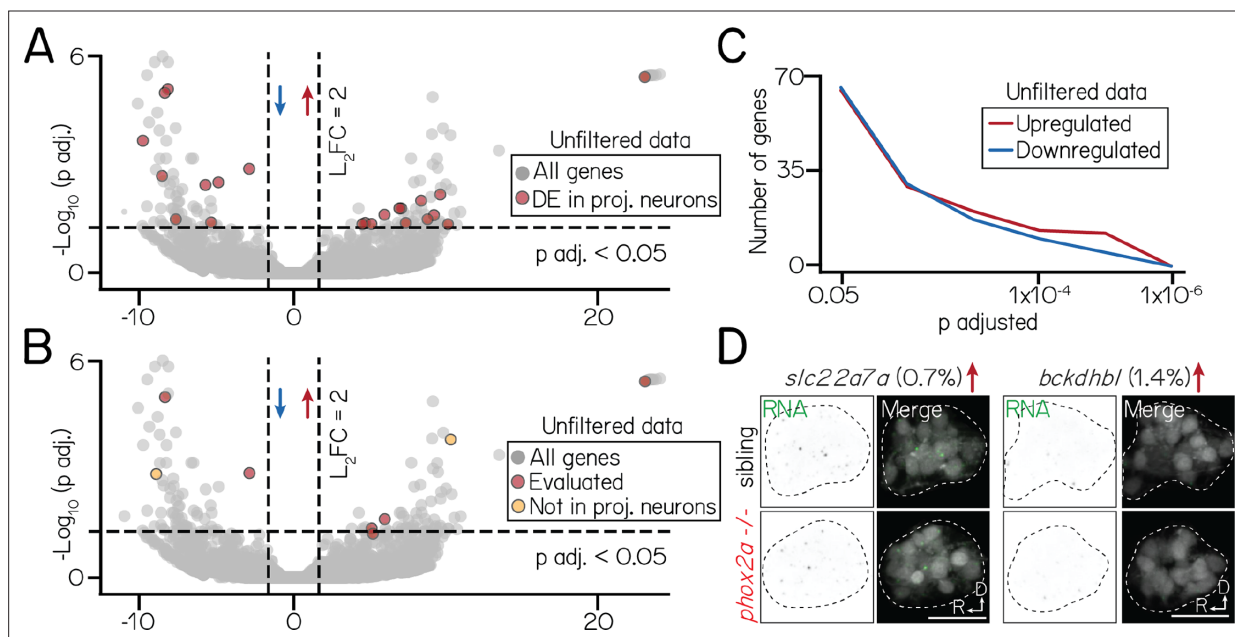 A
6
-Log10 (p adj.)
0
L2FC = 2
Unfiltered data
All genes
DE in proj. neurons
p adj. < 0.05
-10
0
20
B
6
-Log10 (p adj.)
0
L2FC = 2
Unfiltered data
All genes
Evaluated
Not in proj. neurons
p adj. < 0.05
-10
0
20
C
70
Number of genes
35
0
Unfiltered data
Upregulated
Downregulated
0.05
1x10-4
1x10-6
p adjusted
D
slc22a7a (0.7%)
bckdhbl (1.4%)
RNA
Merge
RNA
Merge
sibling
phox2a -/-
D
R
D
R